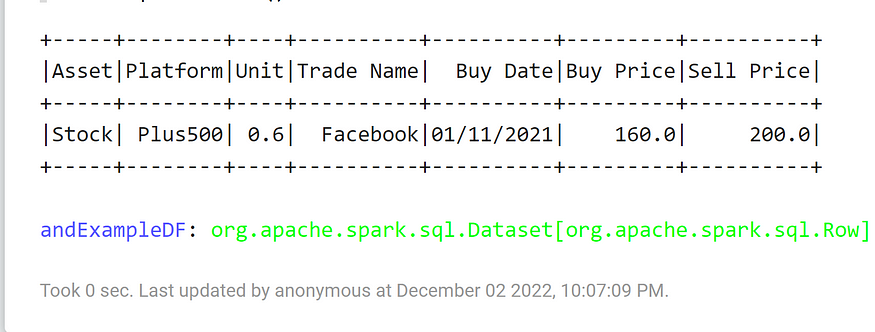 +-----+--------+----+----------+----------+---------+----------+
|Asset|Platform|Unit|Trade Name|  Buy Date|Buy Price|Sell Price|
+-----+--------+----+----------+----------+---------+----------+
|Stock| Plus500| 0.6|  Facebook|01/11/2021|    160.0|     200.0|
+-----+--------+----+----------+----------+---------+----------+
andExampleDF: org.apache.spark.sql.Dataset[org.apache.spark.sql.Row]
Took 0 sec. Last updated by anonymous at December 02 2022, 10:07:09 PM.